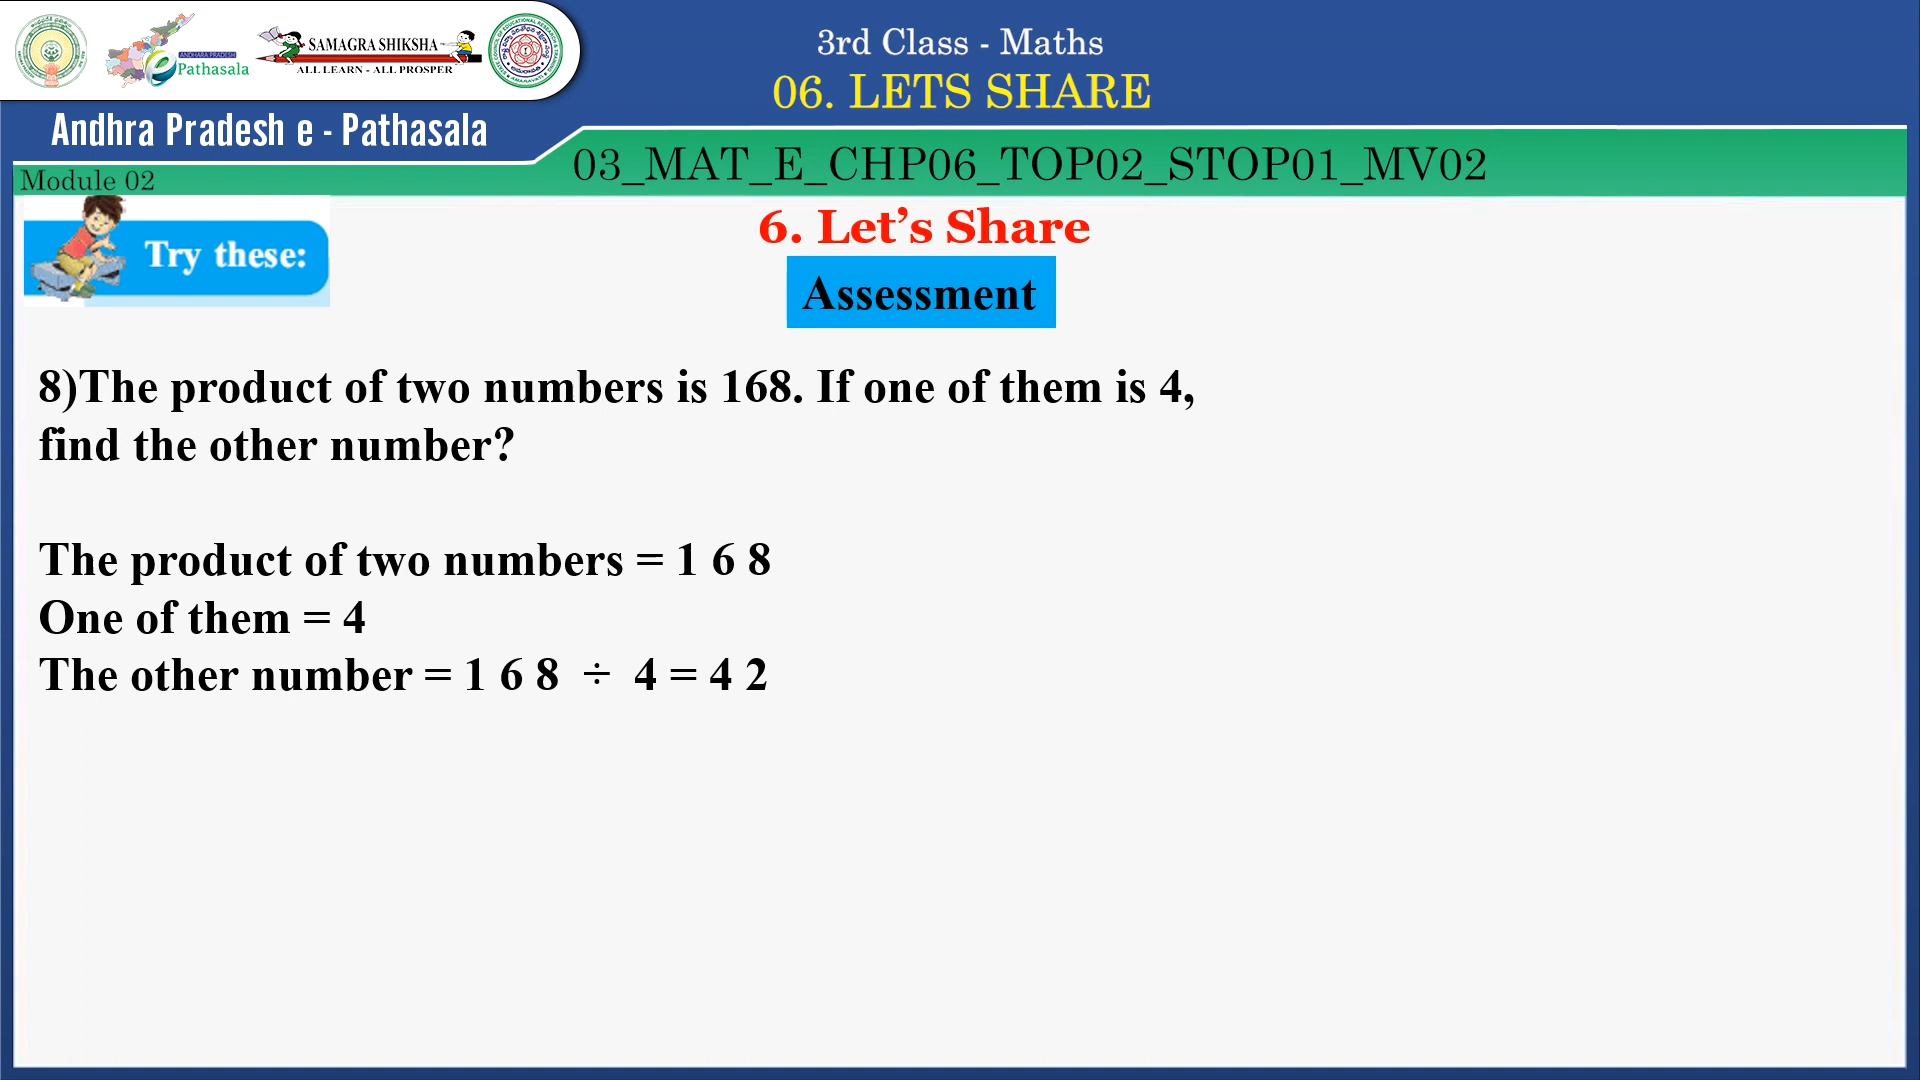 3rd Class - Maths
06. LETS SHARE
ANDHRA PRADESH
e Pathasala
SAMAGRA SHIKSHA
ALL LEARN - ALL PROSPER
Andhra Pradesh e - Pathasala
03_MAT_E_CHP06_TOP02_STOP01_MV02
Module 02
6. Let’s Share
Try these:
Assessment
8)The product of two numbers is 168. If one of them is 4,
find the other number?
The product of two numbers = 1 6 8
One of them = 4
The other number = 1 6 8 ÷ 4 = 4 2